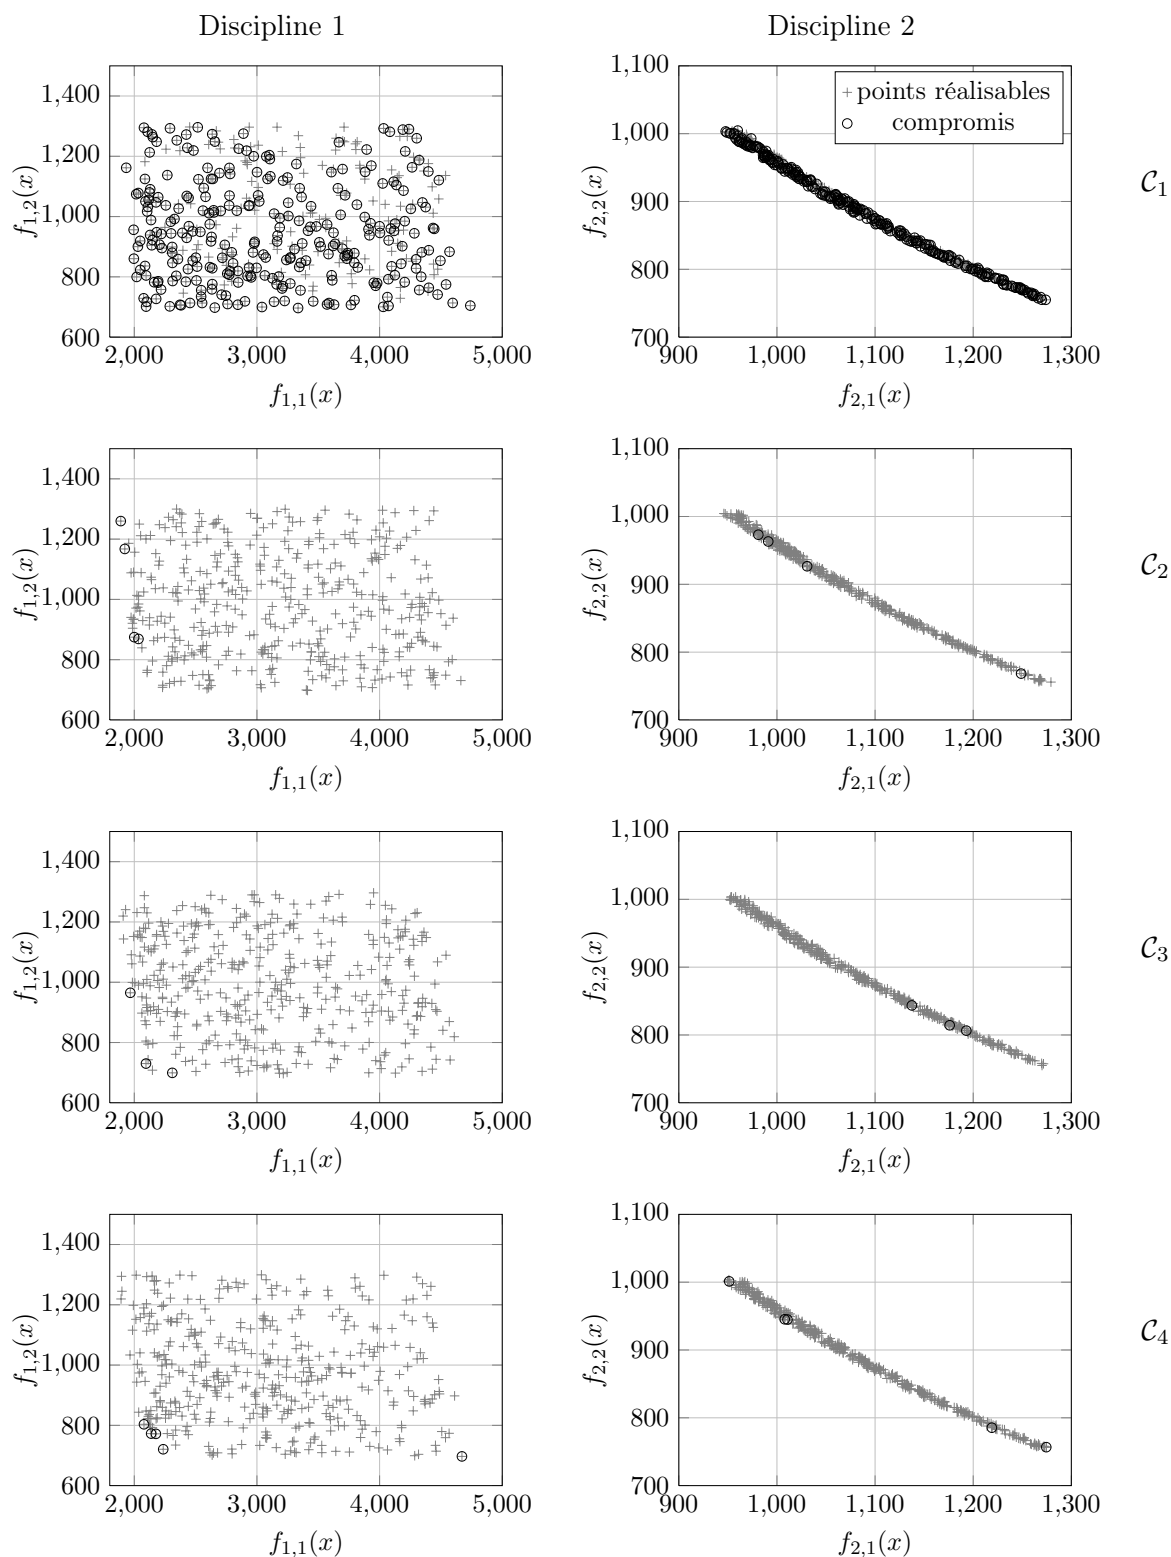 Discipline 1
Discipline 2
1,400
1,200
1,000
800
600
2,000 3,000 4,000 5,000
f1,2(x)
f1,1(x)
1,100
1,000
900
800
700
900 1,000 1,100 1,200 1,300
f2,2(x)
f2,1(x)
points réalisables
compromis
C1
1,400
1,200
1,000
800
600
2,000 3,000 4,000 5,000
f1,2(x)
f1,1(x)
1,100
1,000
900
800
700
900 1,000 1,100 1,200 1,300
f2,2(x)
f2,1(x)
C2
1,400
1,200
1,000
800
600
2,000 3,000 4,000 5,000
f1,2(x)
f1,1(x)
1,100
1,000
900
800
700
900 1,000 1,100 1,200 1,300
f2,2(x)
f2,1(x)
C3
1,400
1,200
1,000
800
600
2,000 3,000 4,000 5,000
f1,2(x)
f1,1(x)
1,100
1,000
900
800
700
900 1,000 1,100 1,200 1,300
f2,2(x)
f2,1(x)
C4